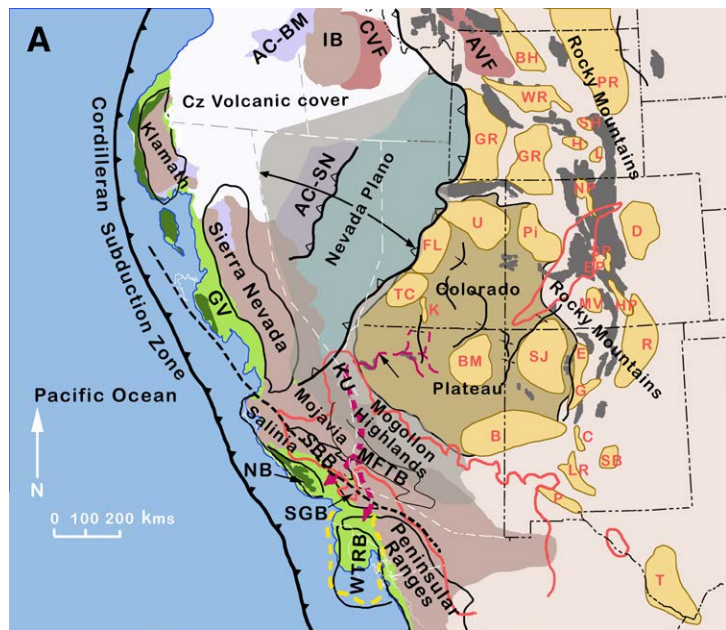 A
AC-BM
IB
CVF
AVF
BH
Rocky Mountains
PR
WR
Cz Volcanic cover
SH
H
L
GR
GR
Klamath
Cordilleran Subduction Zone
AC-SN
Nevada Plano
NP
FL
U
Pi
D
Sierra Nevada
GV
TC
K
Colorado
Plateau
MV
HP
Rocky Mountains
R
BM
SJ
E
G
Pacific Ocean
N
0 100 200 kms
KU
Mojavia
Mogollon
Highlands
Salinia
SBB
MFTB
NB
SGB
B
C
LR
SB
P
WTRB
Peninsular
Ranges
T